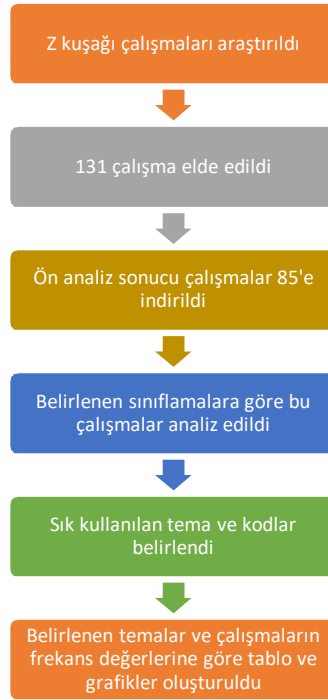 Z kuşağı çalışmaları araştırıldı
131 çalışma elde edildi
Ön analiz sonucu çalışmalar 85'e
indirildi
Belirlenen sınıflamalara göre bu
çalışmalar analiz edildi
Sık kullanılan tema ve kodlar
belirlendi
Belirlenen temalar ve çalışmaların
frekans değerlerine göre tablo ve
grafikler oluşturuldu